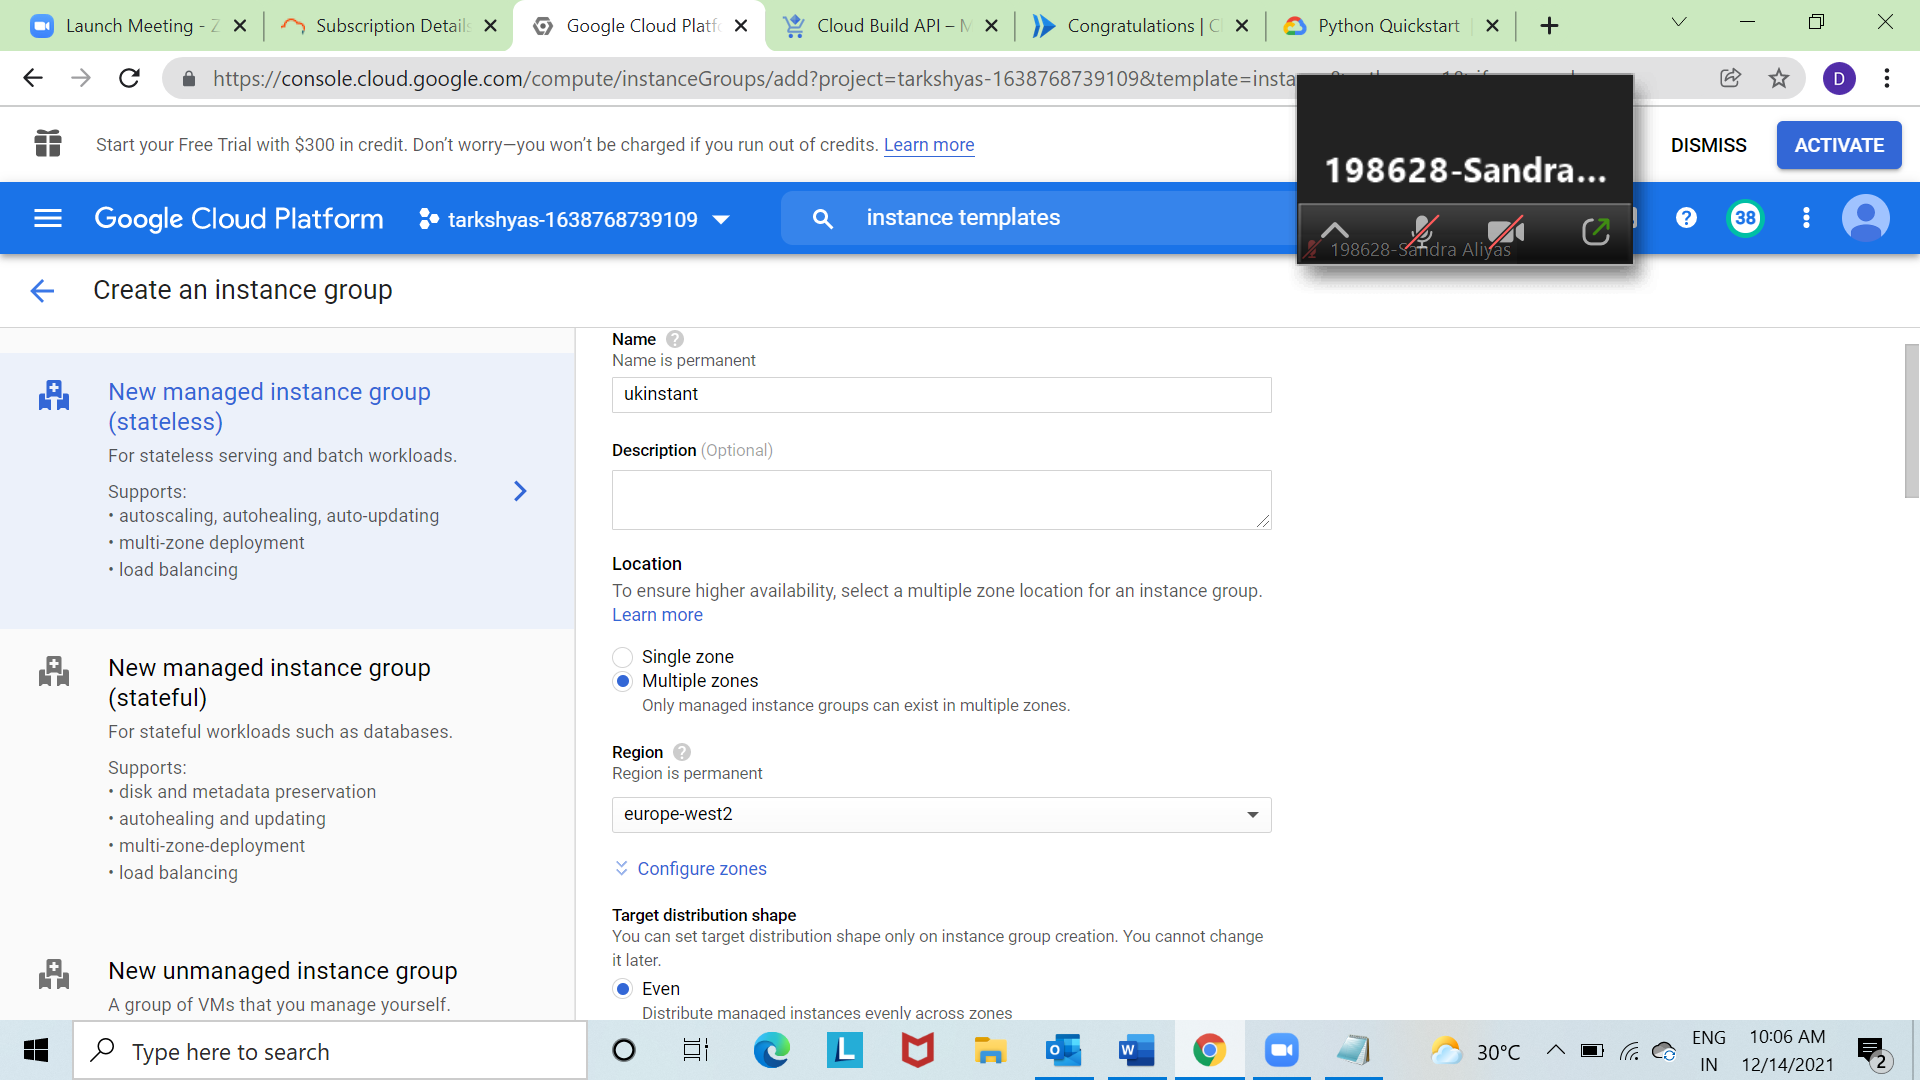 Launch Meeting - Z
Subscription Details
Google Cloud Platfo
Cloud Build API – M
Congratulations | C
Python Quickstart
https://console.cloud.google.com/compute/instanceGroups/add?project=tarkshyas-1638768739109&template=insta
D
Start your Free Trial with $300 in credit. Don't worry—you won't be charged if you run out of credits. Learn more
DISMISS
ACTIVATE
198628-Sandra...
198628-Sandra Aliyas
Google Cloud Platform
tarkshyas-1638768739109
instance templates
?
38
Create an instance group
New managed instance group
(stateless)
For stateless serving and batch workloads.
Supports:
• autoscaling, autohealing, auto-updating
• multi-zone deployment
• load balancing
New managed instance group
(stateful)
For stateful workloads such as databases.
Supports:
• disk and metadata preservation
• autohealing and updating
• multi-zone-deployment
• load balancing
New unmanaged instance group
A group of VMs that you manage yourself.
Name ?
Name is permanent
ukinstant
Description (Optional)
Location
To ensure higher availability, select a multiple zone location for an instance group.
Learn more
Single zone
Multiple zones
Only managed instance groups can exist in multiple zones.
Region ?
Region is permanent
europe-west2
Configure zones
Target distribution shape
You can set target distribution shape only on instance group creation. You cannot change
it later.
Even
Distribute managed instances evenly across zones
Type here to search
L
O
W
30°C
ENG
IN
10:06 AM
12/14/2021
2